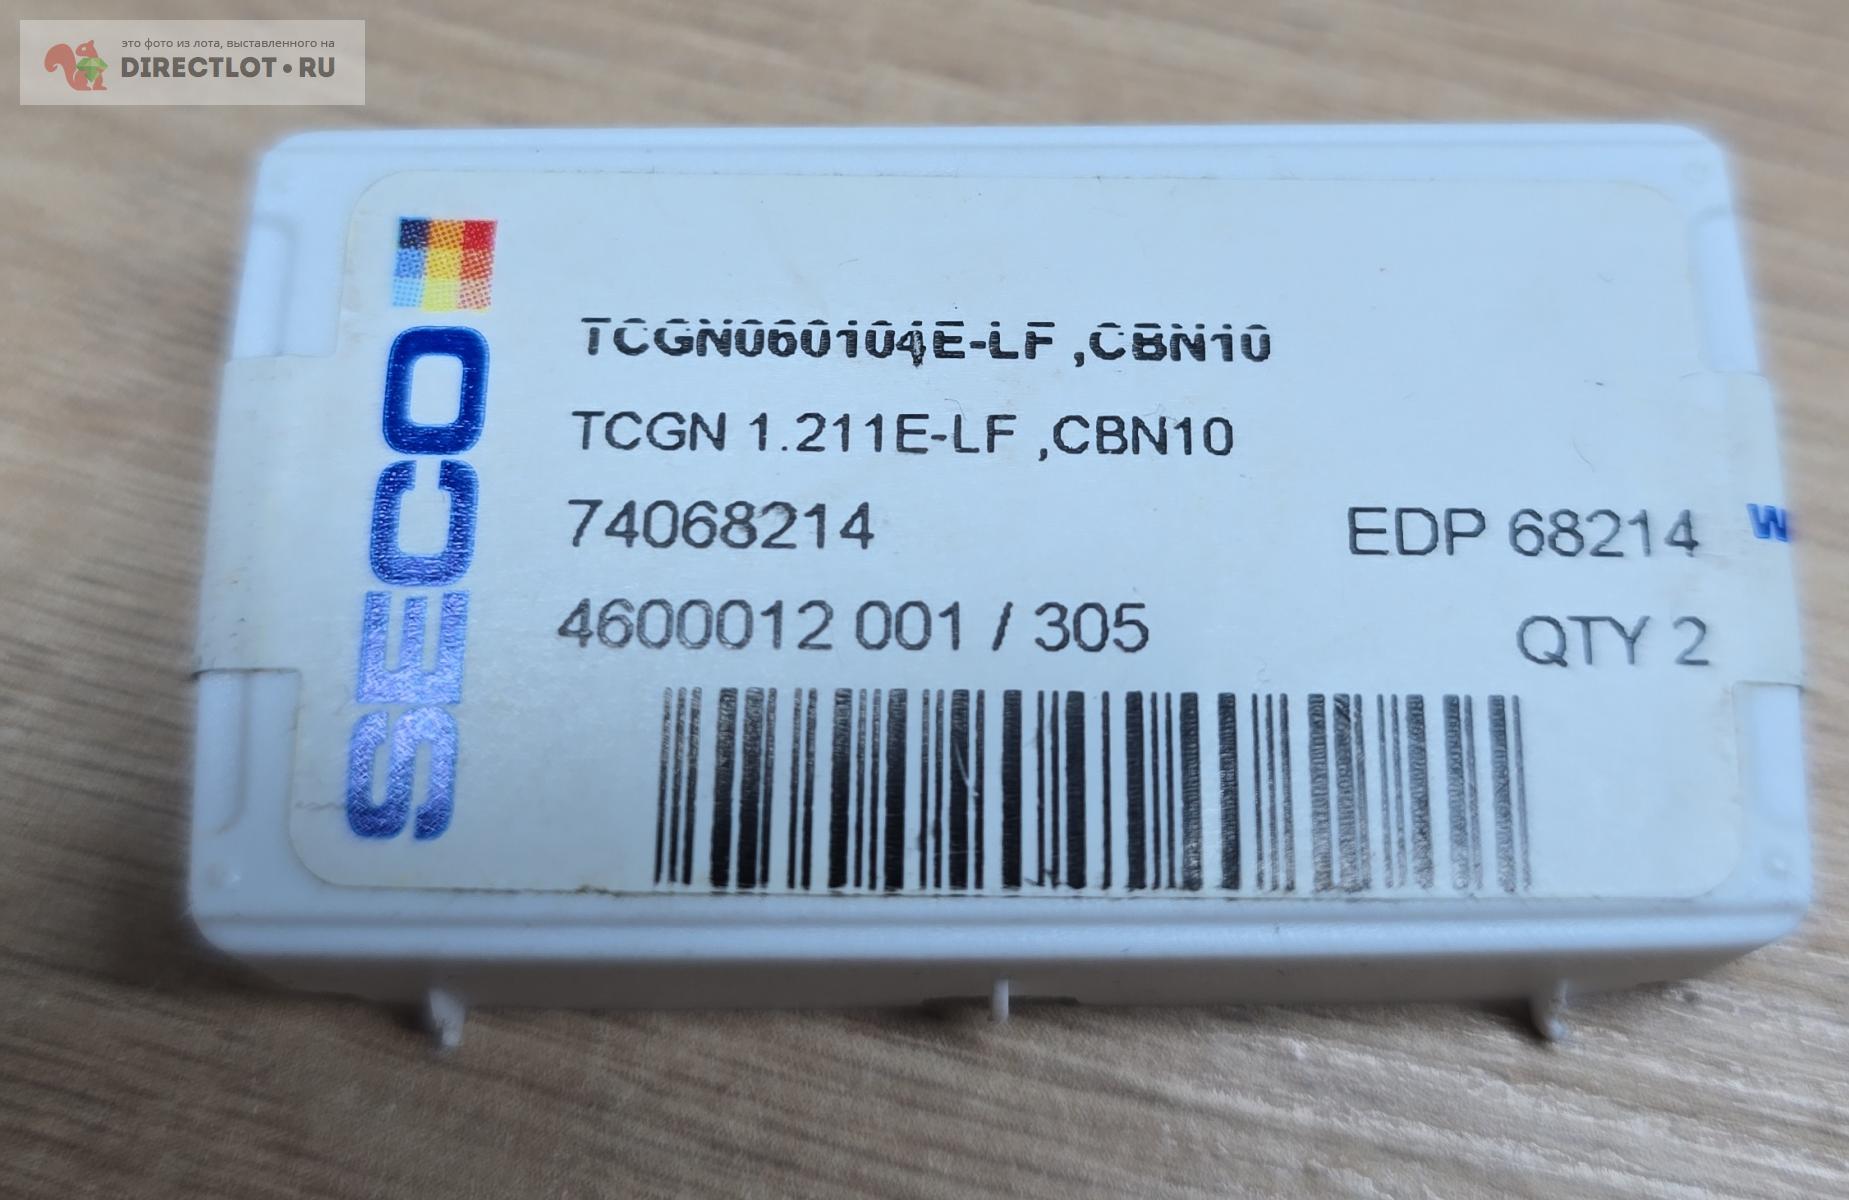 это фото из лота, выставленного на
DIRECTLOT•RU
SECO
TCGN060104E-LF ,CBN10
TCGN 1.211E-LF ,CBN10
74068214
EDP 68214
W
4600012 001 / 305
QTY 2